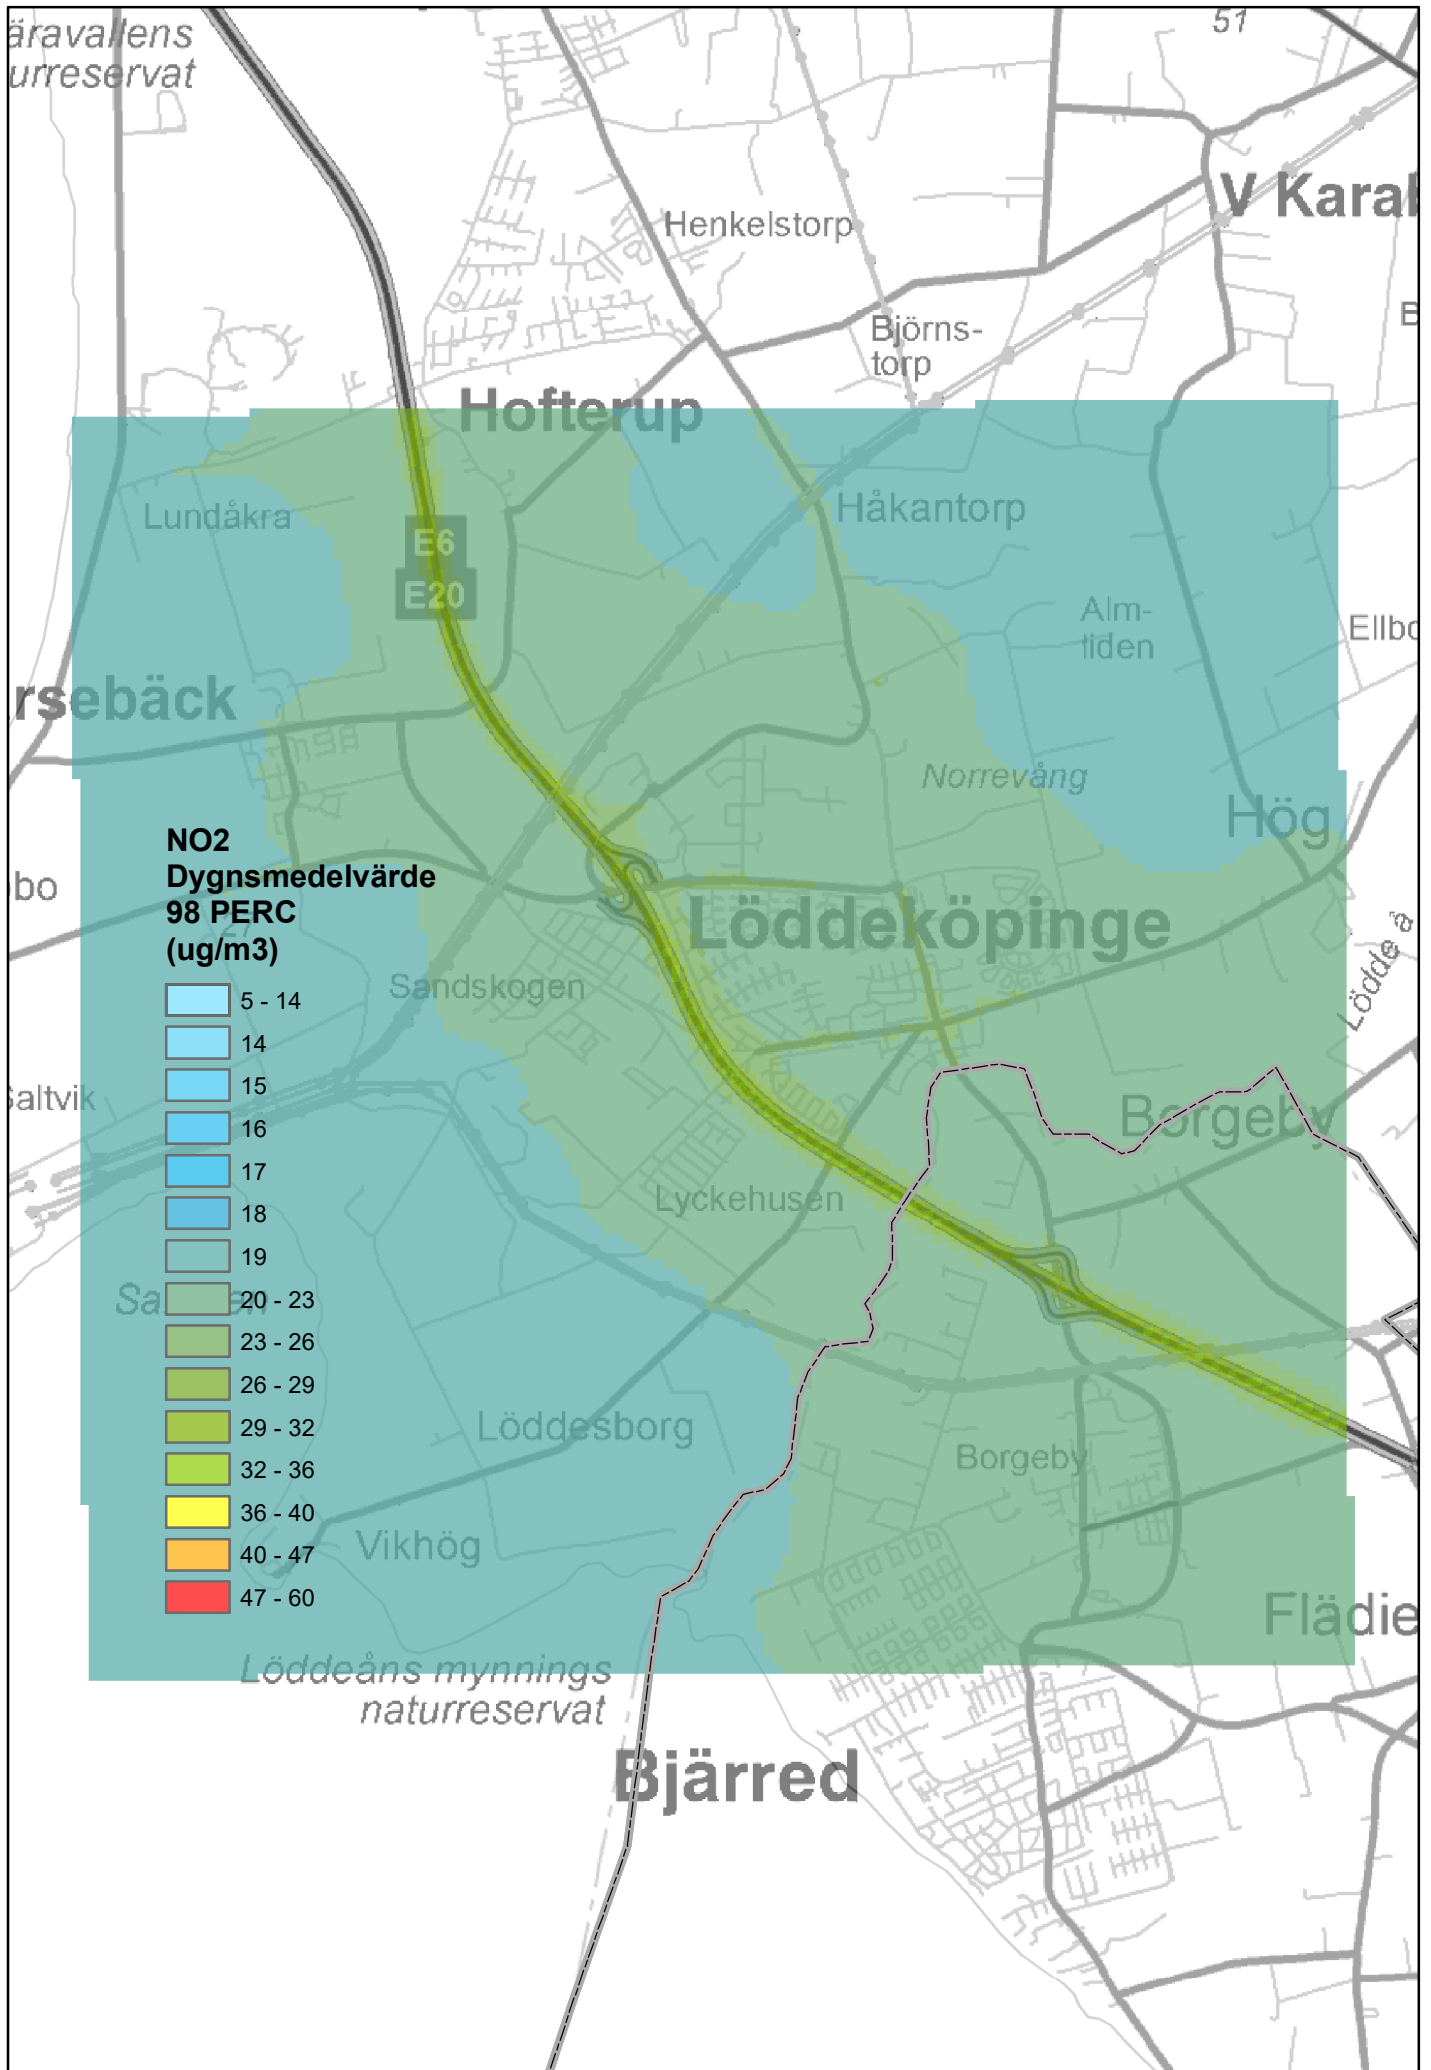 äravallens
urreservat
51
V Karal
Henkelstorp
Björns-
torp
B
Hofterup
Lundåkra
Håkantorp
E6
E20
Alm-
liden
Ellbo
rsebäck
Norrevång
Hög
NO2
Dygnsmedelvärde
98 PERC
(ug/m3)
bo
27
Löddeköpinge
Lödde å
Sandskogen
5 - 14
14
15
16
17
18
19
20 - 23
23 - 26
26 - 29
29 - 32
32 - 36
36 - 40
40 - 47
47 - 60
Saltvik
Borgeby
Lyckehusen
Löddesborg
Borgeby
Vikhög
Flädie
Löddeåns mynnings
naturreservat
Bjärred